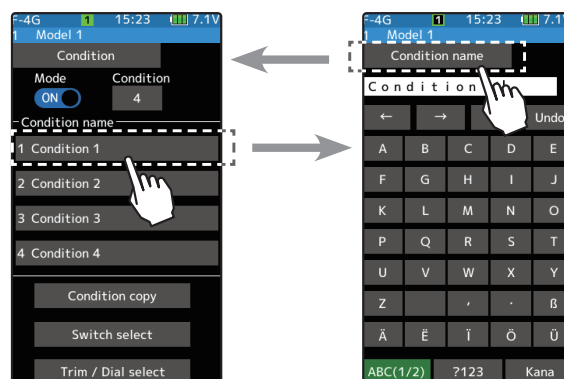 F-4G 1 15:23 7.1V
1 Model 1
Condition
Mode Condition
ON 4
Condition name
1 Condition 1
2 Condition 2
3 Condition 3
4 Condition 4
Condition copy
Switch select
Trim / Dial select
F-4G 1 15:23 7.1V
1 Model 1
Condition name
Condition
← → Undo
A B C D E
F G H I J
K L M N O
P Q R S T
U V W X Y
Z ‚ · ß
Ä Ë Ï Ö Ü
ABC(1/2) ?123 Kana